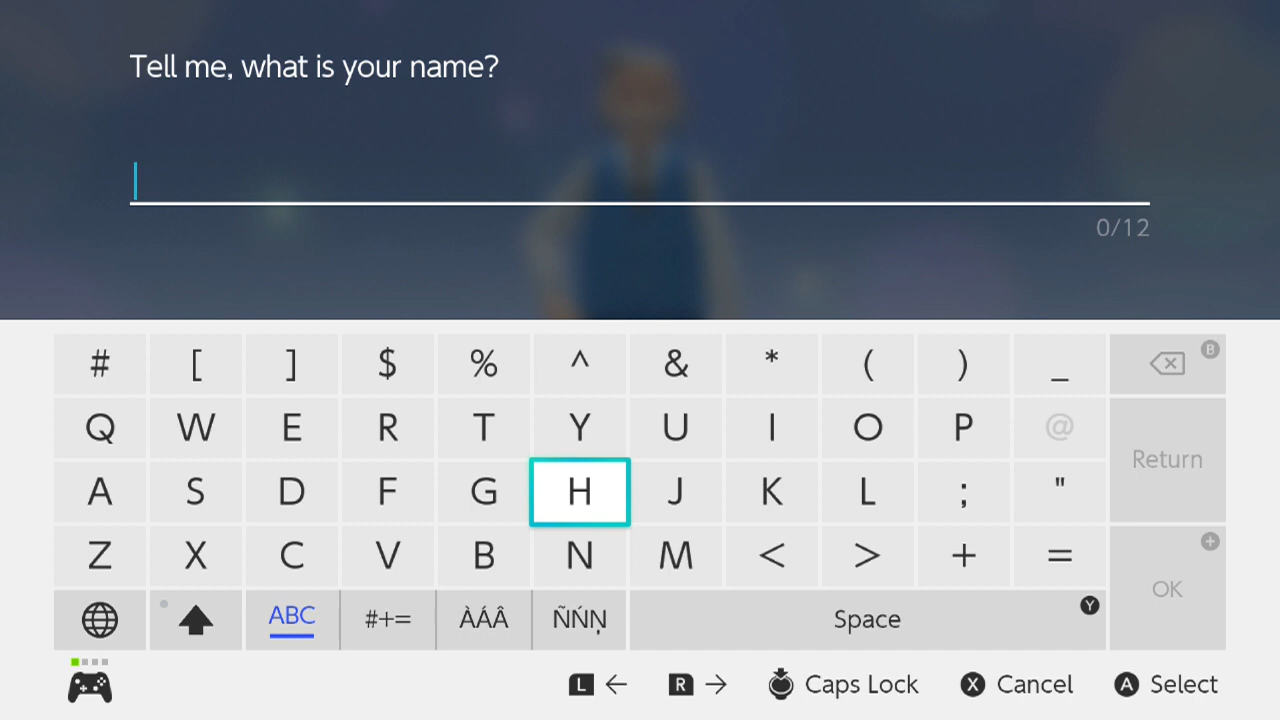 Tell me, what is your name?
0/12
# [ ] $ % ^ & * ( ) _ B
Q W E R T Y U I O P @
A S D F G H J K L ; " Return
Z X C V B N M < > + = +
OK
ABC #+= ÀÁÂ ÑŃŅ Space Y
L ← R → Caps Lock X Cancel A Select